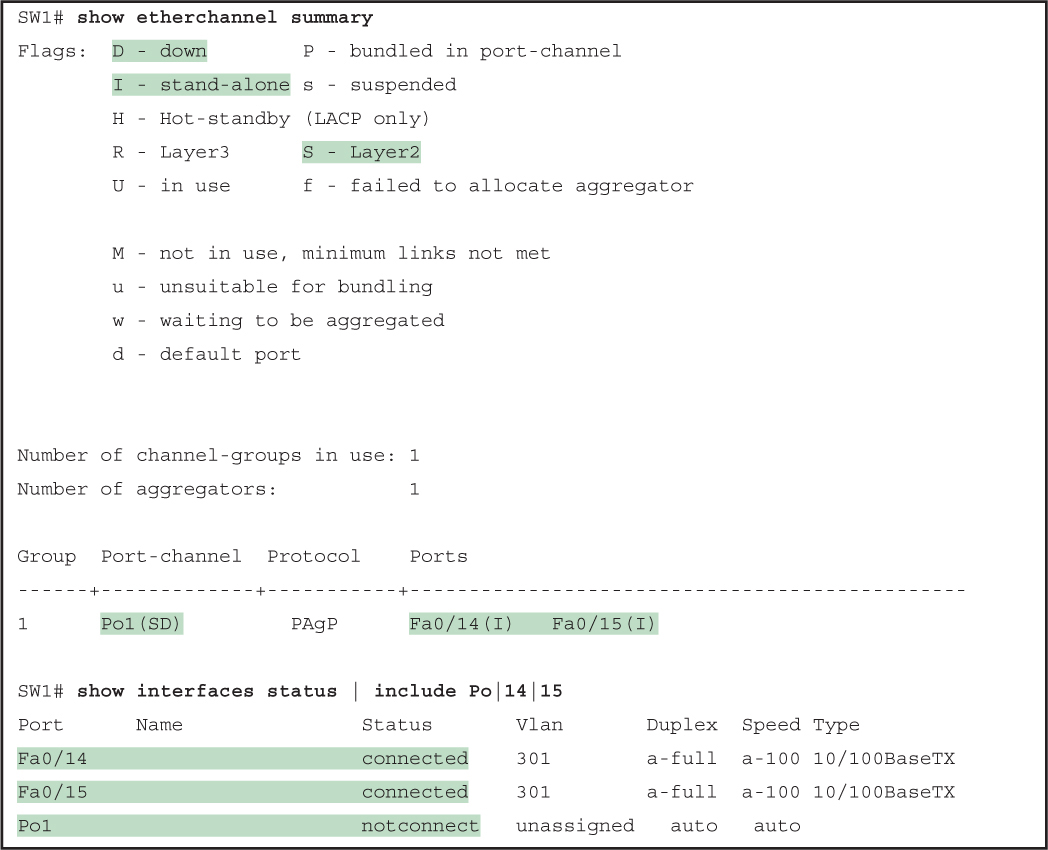 SW1# show etherchannel summary
Flags:  D - down        P - bundled in port-channel
        I - stand-alone s - suspended
        H - Hot-standby (LACP only)
        R - Layer3      S - Layer2
        U - in use      f - failed to allocate aggregator
        M - not in use, minimum links not met
        u - unsuitable for bundling
        w - waiting to be aggregated
        d - default port
Number of channel-groups in use: 1
Number of aggregators:           1
Group  Port-channel  Protocol    Ports
------+-------------+-----------+-----------------------------------------------
1      Po1(SD)         PAgP      Fa0/14(I)   Fa0/15(I)
SW1# show interfaces status | include Po|14|15
Port      Name               Status       Vlan       Duplex  Speed Type
Fa0/14                       connected    301        a-full  a-100 10/100BaseTX
Fa0/15                       connected    301        a-full  a-100 10/100BaseTX
Po1                          notconnect   unassigned   auto   auto